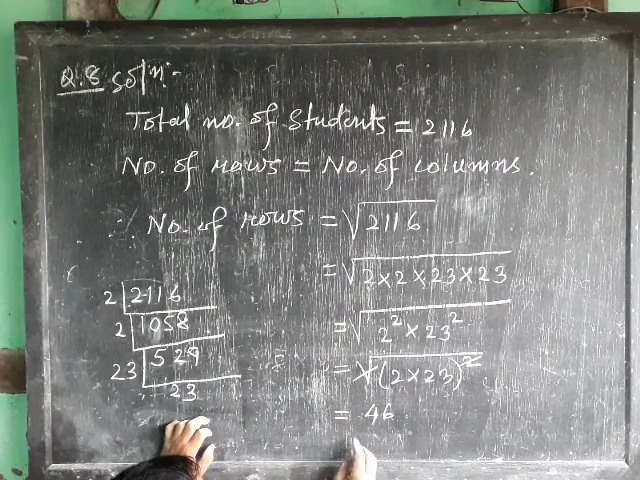 Q.8 Solⁿ:-
Total no. of Students = 2116
No. of rows = No. of columns.
∴ No. of rows = √2116
= √2×2×23×23
2 | 2116
2 | 1058
= √2²×23²
23 | 529
23
= √(2×23)²
= 46